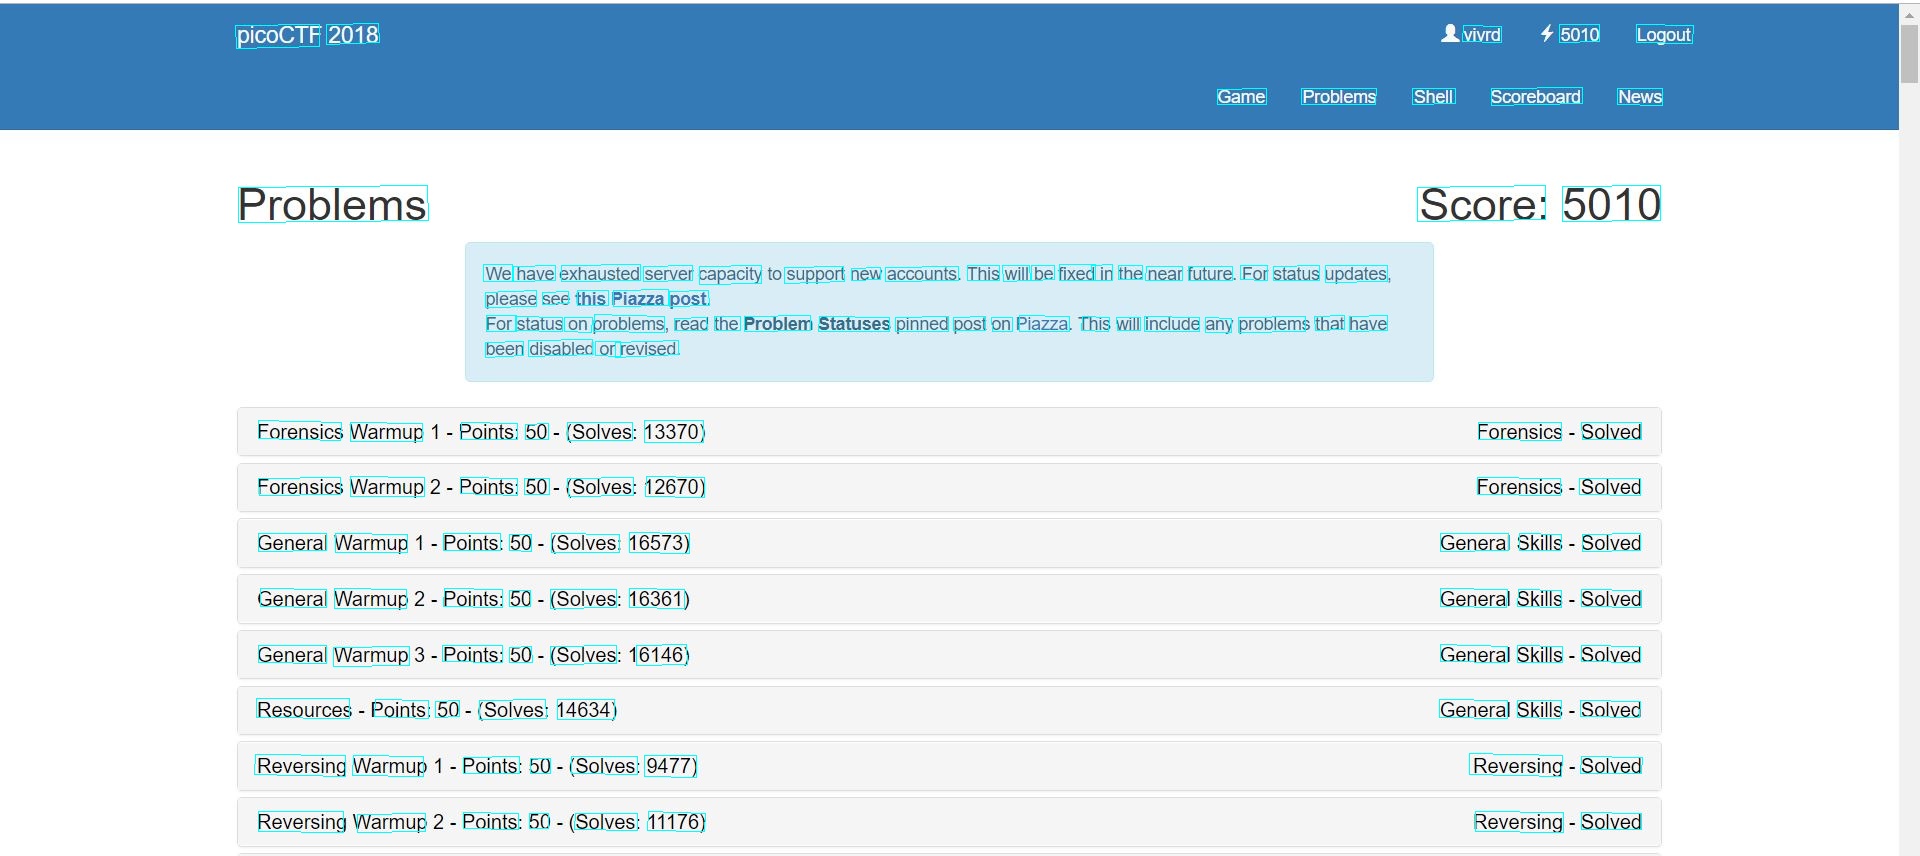 picoCTF 2018 vivrd 5010 Logout
Game Problems Shell Scoreboard News
Problems Score: 5010
We have exhausted server capacity to support new accounts. This will be fixed in the near future. For status updates,
please see this Piazza post.
For status on problems, read the Problem Statuses pinned post on Piazza. This will include any problems that have
been disabled or revised.
Forensics Warmup 1 - Points: 50 - (Solves: 13370) Forensics - Solved
Forensics Warmup 2 - Points: 50 - (Solves: 12670) Forensics - Solved
General Warmup 1 - Points: 50 - (Solves: 16573) General Skills - Solved
General Warmup 2 - Points: 50 - (Solves: 16361) General Skills - Solved
General Warmup 3 - Points: 50 - (Solves: 16146) General Skills - Solved
Resources - Points: 50 - (Solves: 14634) General Skills - Solved
Reversing Warmup 1 - Points: 50 - (Solves: 9477) Reversing - Solved
Reversing Warmup 2 - Points: 50 - (Solves: 11176) Reversing - Solved